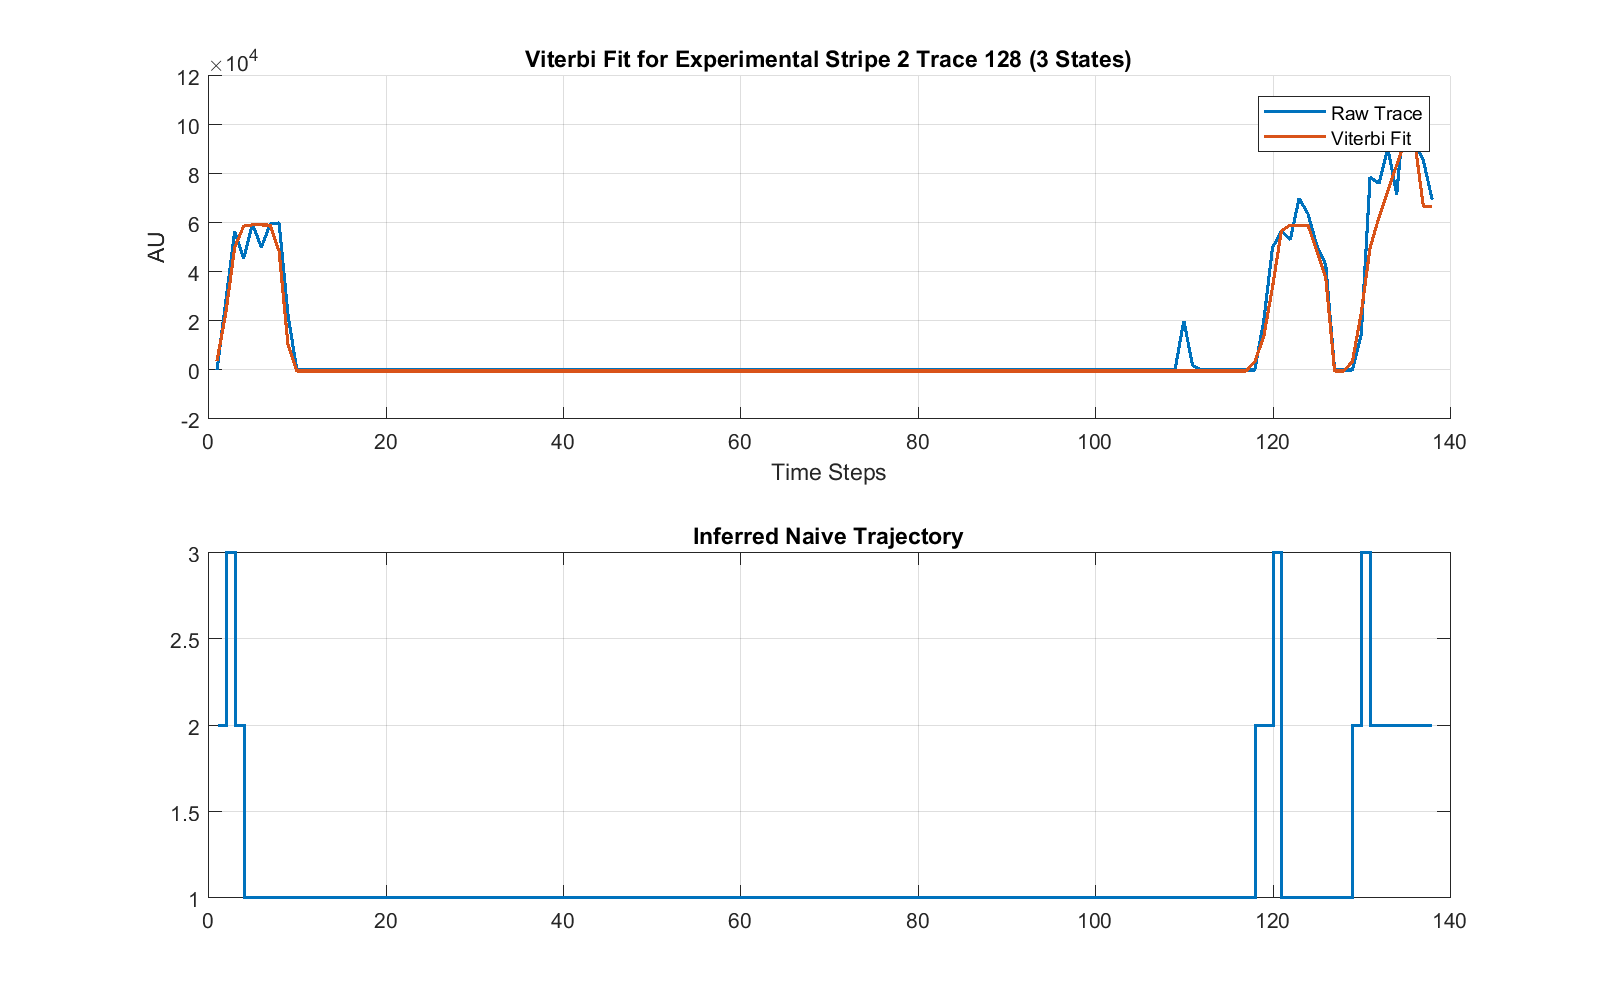 Viterbi Fit for Experimental Stripe 2 Trace 128 (3 States)
×10⁴
12
10
8
6
4
2
0
-2
AU
Raw Trace
Viterbi Fit
0 20 40 60 80 100 120 140
Time Steps
Inferred Naive Trajectory
3
2.5
2
1.5
1
0 20 40 60 80 100 120 140